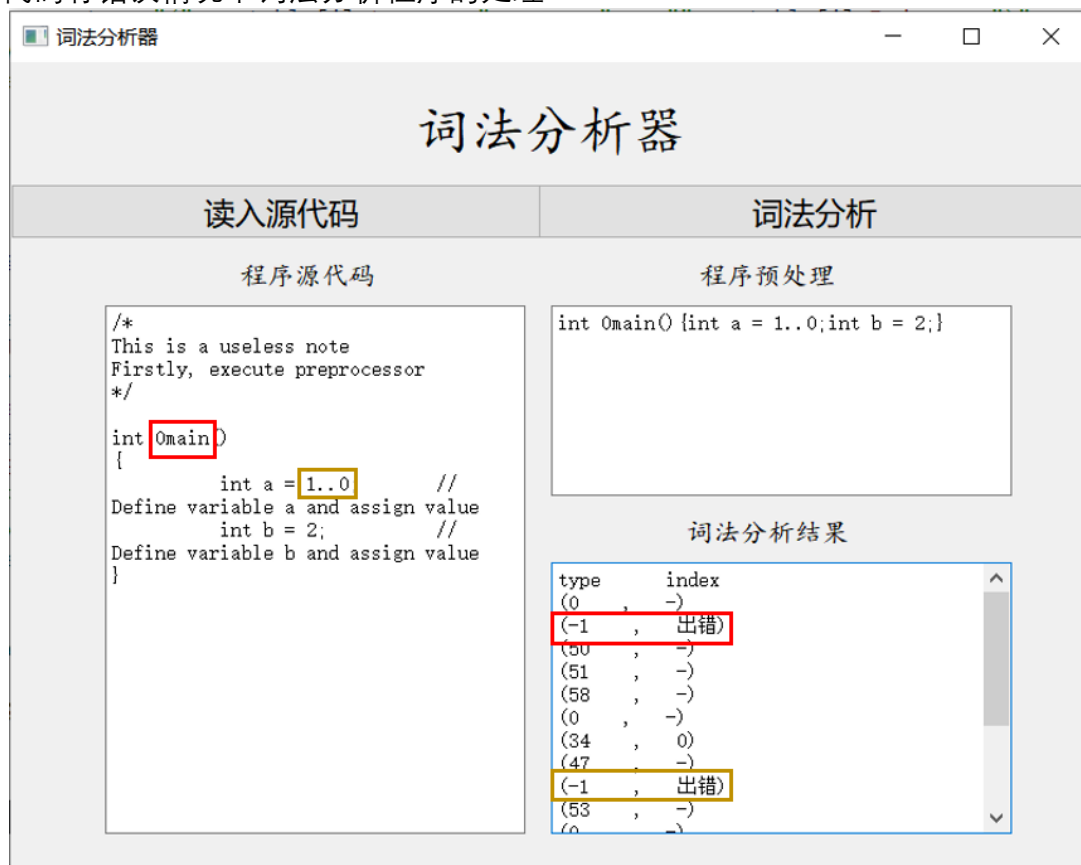 词法分析器
词法分析器
读入源代码
词法分析
程序源代码
/*
This is a useless note
Firstly, execute preprocessor
*/
int 0main()
{
int a = 1..0; //
Define variable a and assign value
int b = 2; //
Define variable b and assign value
}
程序预处理
int 0main(){int a = 1..0;int b = 2;}
词法分析结果
type index
(0 , -)
(-1 , 出错)
(50 , -)
(51 , -)
(58 , -)
(0 , -)
(34 , 0)
(47 , -)
(-1 , 出错)
(53 , -)